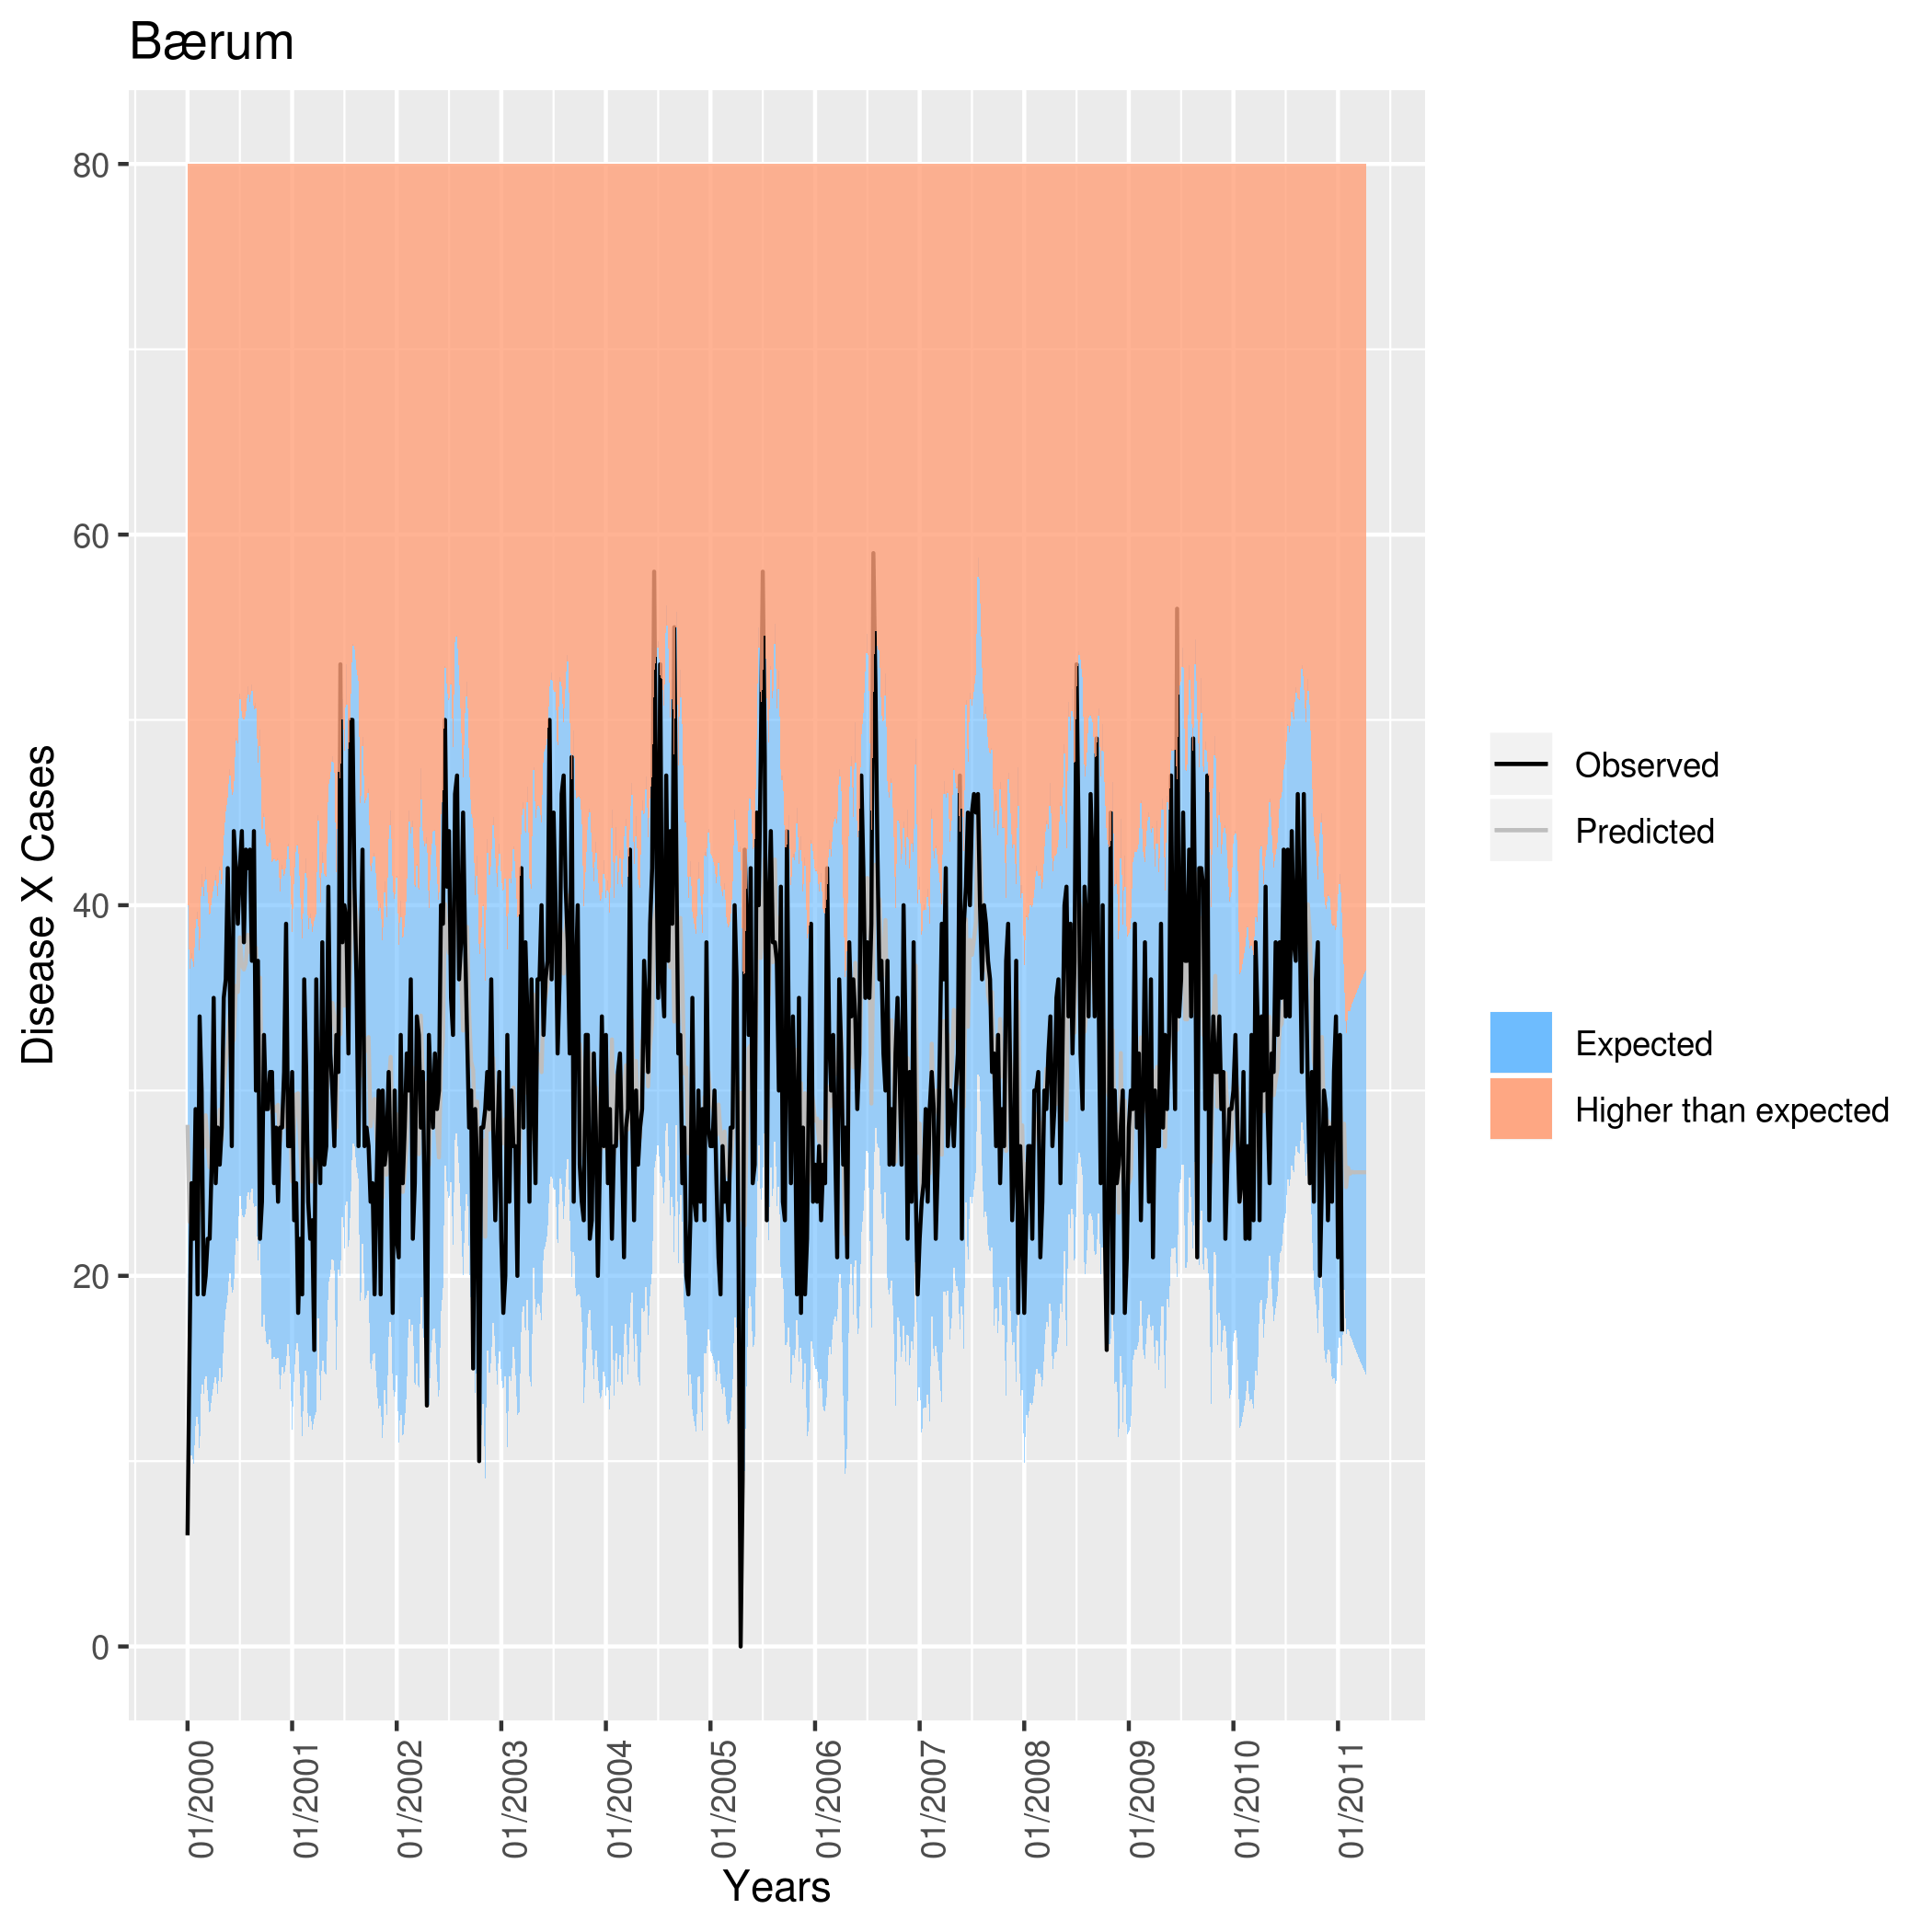 Bærum
Disease X Cases
80
60
40
20
0
01/2000
01/2001
01/2002
01/2003
01/2004
01/2005
01/2006
01/2007
01/2008
01/2009
01/2010
01/2011
Years
Observed
Predicted
Expected
Higher than expected